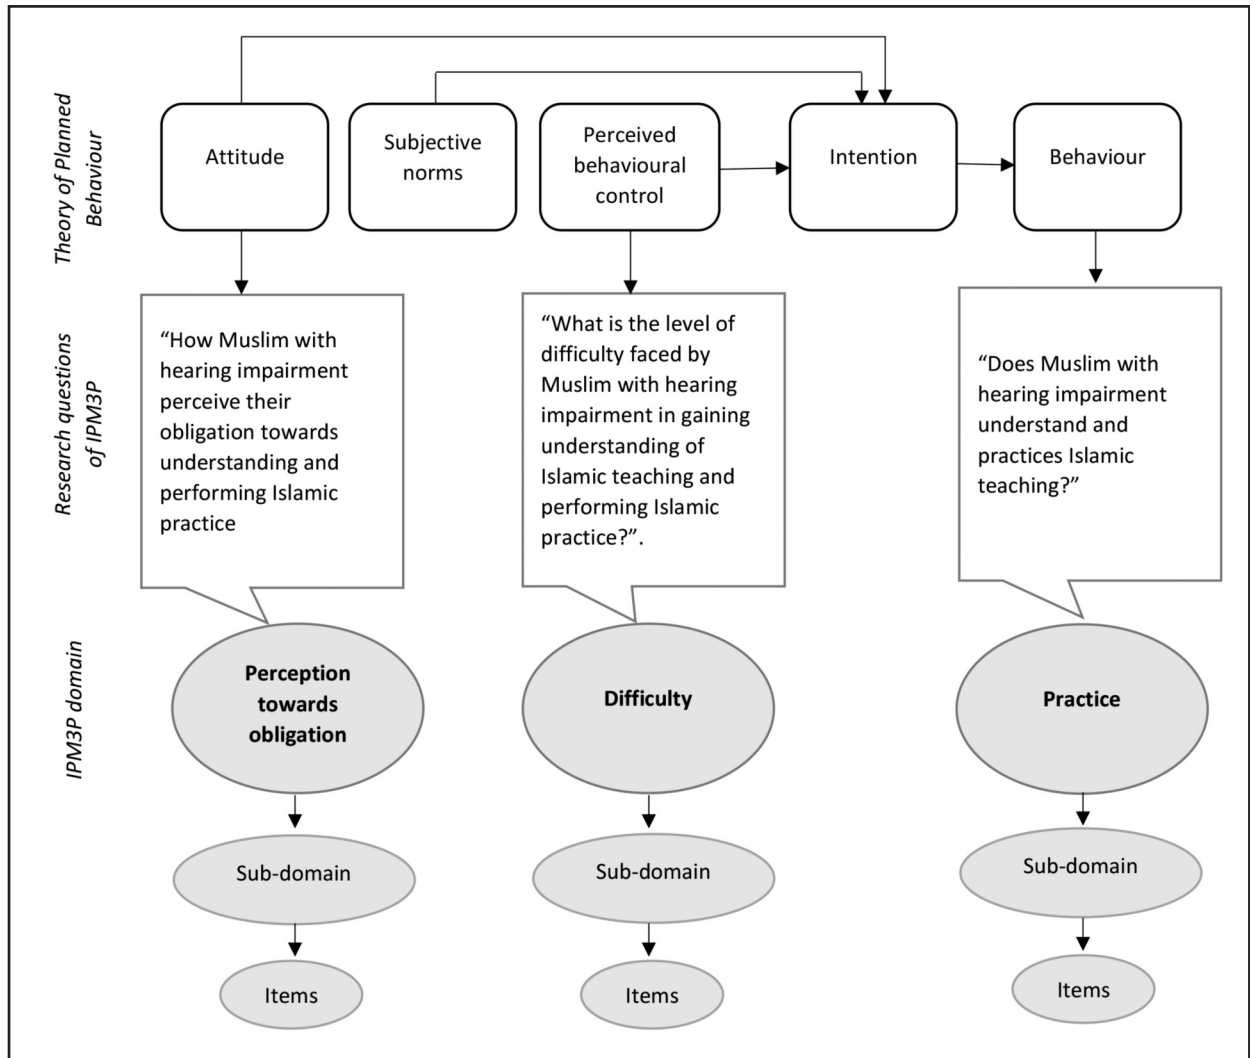 Theory of Planned
Behaviour
Attitude
Subjective
norms
Perceived
behavioural
control
Intention
Behaviour
Research questions
of IPM3P
“How Muslim with
hearing impairment
perceive their
obligation towards
understanding and
performing Islamic
practice
“What is the level of
difficulty faced by
Muslim with hearing
impairment in gaining
understanding of
Islamic teaching and
performing Islamic
practice?”.
“Does Muslim with
hearing impairment
understand and
practices Islamic
teaching?”
IPM3P domain
Perception
towards
obligation
Difficulty
Practice
Sub-domain
Sub-domain
Sub-domain
Items
Items
Items